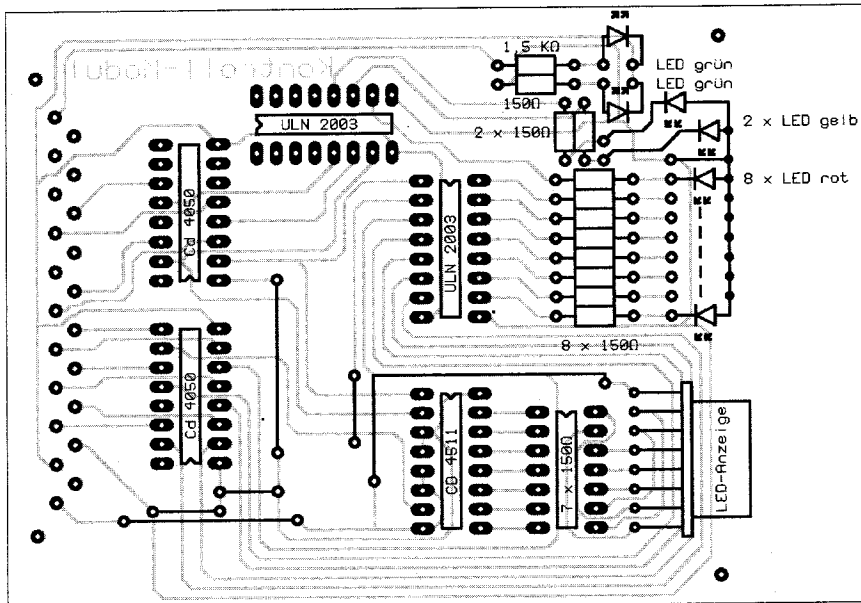 1,5 KΩ
LED grün
LED grün
Kontroll-Modul
150Ω
ULN 2003
2 x 150Ω
2 x LED gelb
8 x LED rot
Cd 4050
ULN 2003
8 x 150Ω
Cd 4050
CD 4511
7 x 150Ω
LED-Anzeige